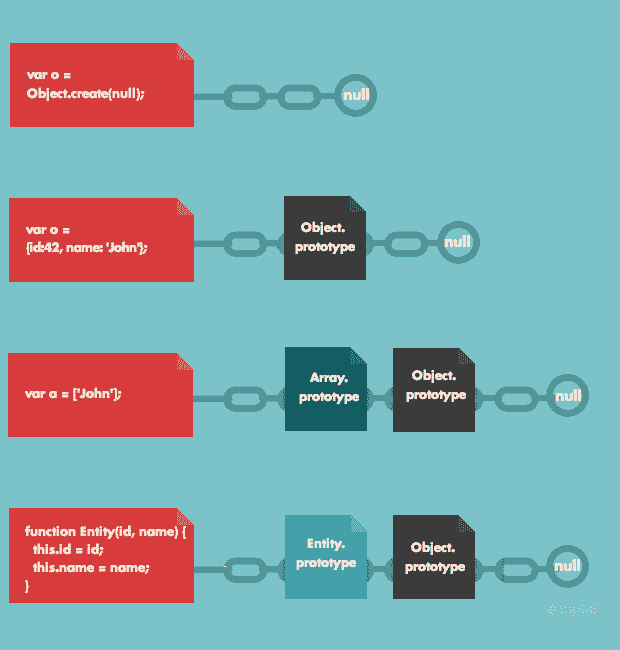 var o =
Object.create(null);
null
var o =
{id:42, name: 'John'};
Object.
prototype
null
var a = ['John'];
Array.
prototype
Object.
prototype
null
function Entity(id, name) {
this.id = id;
this.name = name;
}
Entity.
prototype
Object.
prototype
null